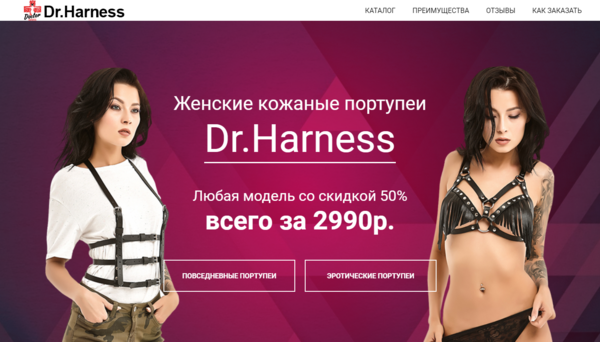 Doctor
Dr.Harness
КАТАЛОГ
ПРЕИМУЩЕСТВА
ОТЗЫВЫ
КАК ЗАКАЗАТЬ
Женские кожаные портупеи
Dr.Harness
Любая модель со скидкой 50%
всего за 2990р.
ПОВСЕДНЕВНЫЕ ПОРТУПЕИ
ЭРОТИЧЕСКИЕ ПОРТУПЕИ